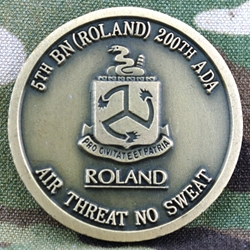 5TH BN (ROLAND) 200TH ADA
PRO CIVITATE ET PATRIA
ROLAND
AIR THREAT NO SWEAT